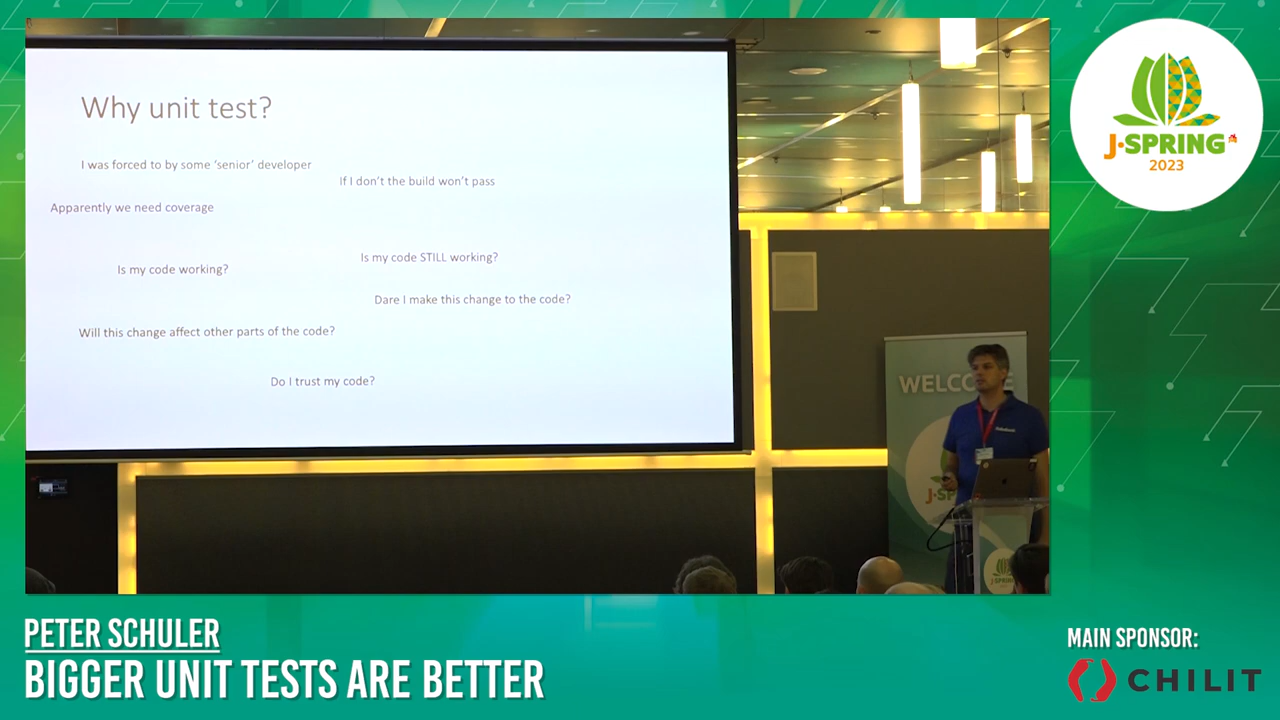 Why unit test?
I was forced to by some ‘senior’ developer
If I don’t the build won’t pass
Apparently we need coverage
Is my code STILL working?
Is my code working?
Dare I make this change to the code?
Will this change affect other parts of the code?
Do I trust my code?
J-SPRING
2023
PETER SCHULER
BIGGER UNIT TESTS ARE BETTER
MAIN SPONSOR:
CHILIT